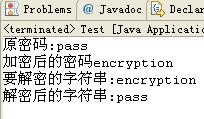 Problems @ Javadoc Declar
<terminated> Test [Java Application
原密码:pass
加密后的密码encryption
要解密的字符串:encryption
解密后的字符串:pass